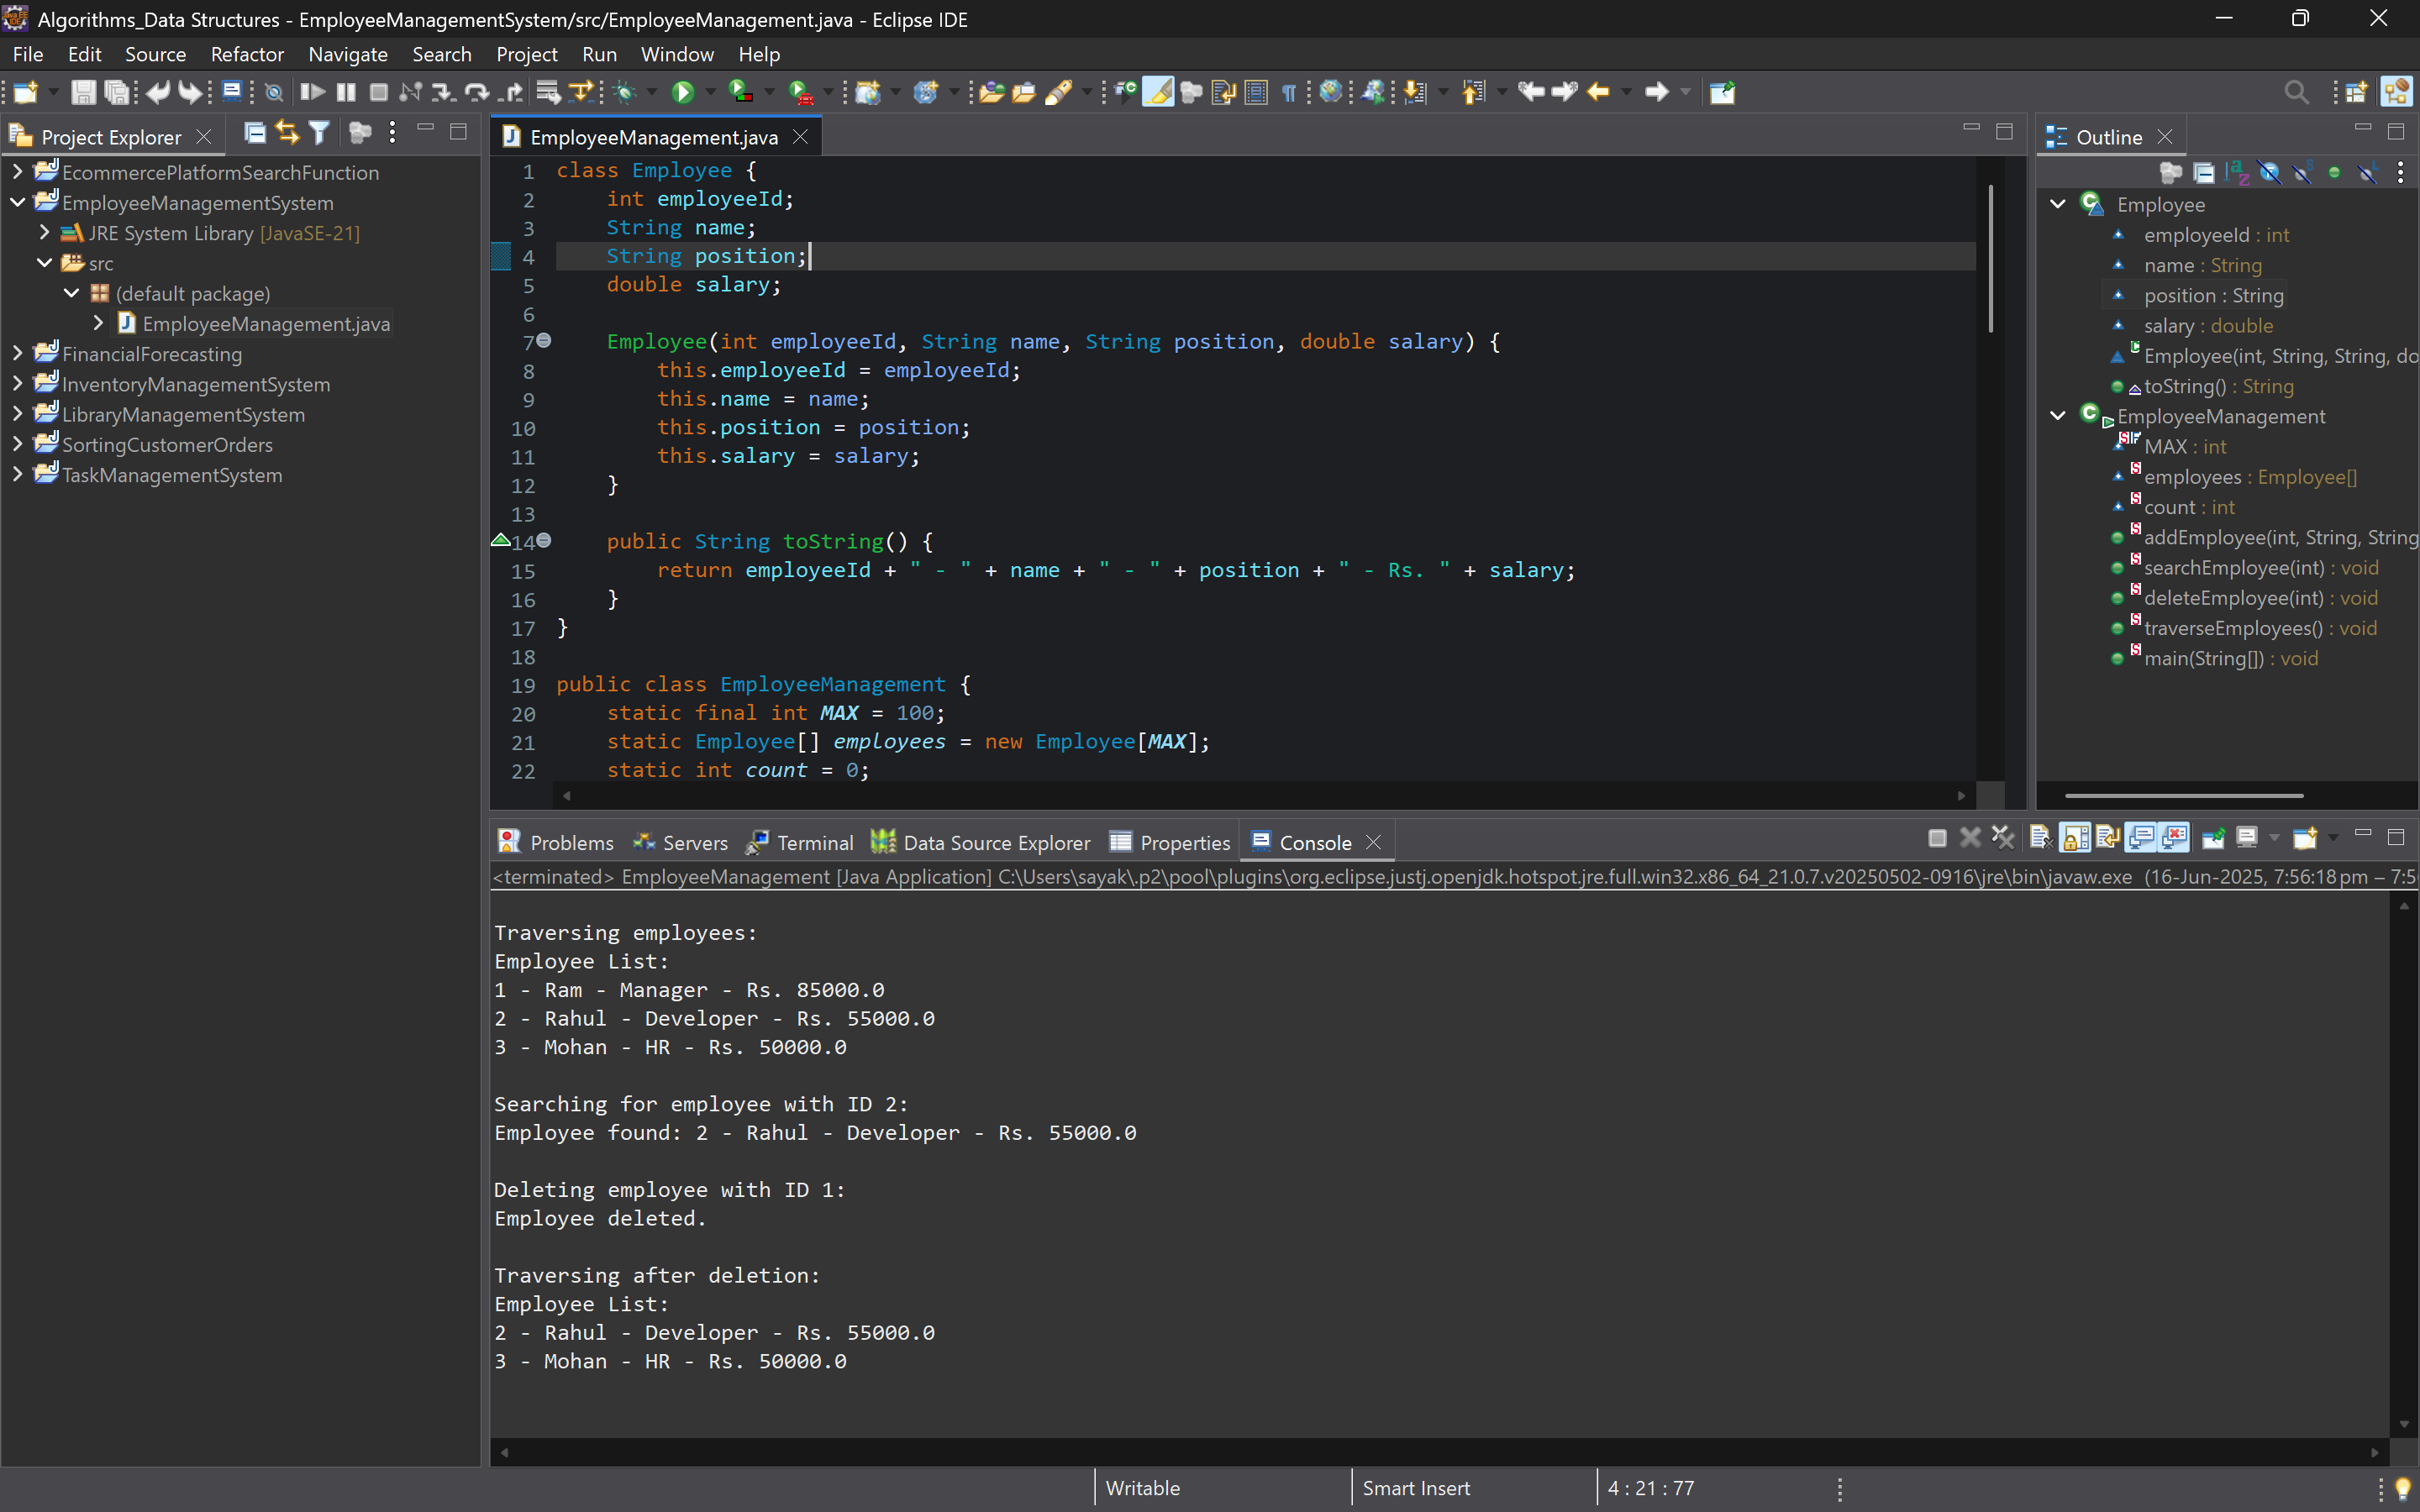 Algorithms_Data Structures - EmployeeManagementSystem/src/EmployeeManagement.java - Eclipse IDE
File Edit Source Refactor Navigate Search Project Run Window Help
Project Explorer
EcommercePlatformSearchFunction
EmployeeManagementSystem
JRE System Library [JavaSE-21]
src
(default package)
EmployeeManagement.java
FinancialForecasting
InventoryManagementSystem
LibraryManagementSystem
SortingCustomerOrders
TaskManagementSystem
EmployeeManagement.java
1 class Employee {
2 int employeeId;
3 String name;
4 String position;
5 double salary;
6
7 Employee(int employeeId, String name, String position, double salary) {
8 this.employeeId = employeeId;
9 this.name = name;
10 this.position = position;
11 this.salary = salary;
12 }
13
14 public String toString() {
15 return employeeId + " - " + name + " - " + position + " - Rs. " + salary;
16 }
17 }
18
19 public class EmployeeManagement {
20 static final int MAX = 100;
21 static Employee[] employees = new Employee[MAX];
22 static int count = 0;
Outline
Employee
employeeId : int
name : String
position : String
salary : double
Employee(int, String, String, do
toString() : String
EmployeeManagement
MAX : int
employees : Employee[]
count : int
addEmployee(int, String, String
searchEmployee(int) : void
deleteEmployee(int) : void
traverseEmployees() : void
main(String[]) : void
Problems Servers Terminal Data Source Explorer Properties Console
<terminated> EmployeeManagement [Java Application] C:\Users\sayak\.p2\pool\plugins\org.eclipse.justj.openjdk.hotspot.jre.full.win32.x86_64_21.0.7.v20250502-0916\jre\bin\javaw.exe (16-Jun-2025, 7:56:18 pm – 7:5
Traversing employees:
Employee List:
1 - Ram - Manager - Rs. 85000.0
2 - Rahul - Developer - Rs. 55000.0
3 - Mohan - HR - Rs. 50000.0
Searching for employee with ID 2:
Employee found: 2 - Rahul - Developer - Rs. 55000.0
Deleting employee with ID 1:
Employee deleted.
Traversing after deletion:
Employee List:
2 - Rahul - Developer - Rs. 55000.0
3 - Mohan - HR - Rs. 50000.0
Writable Smart Insert 4 : 21 : 77